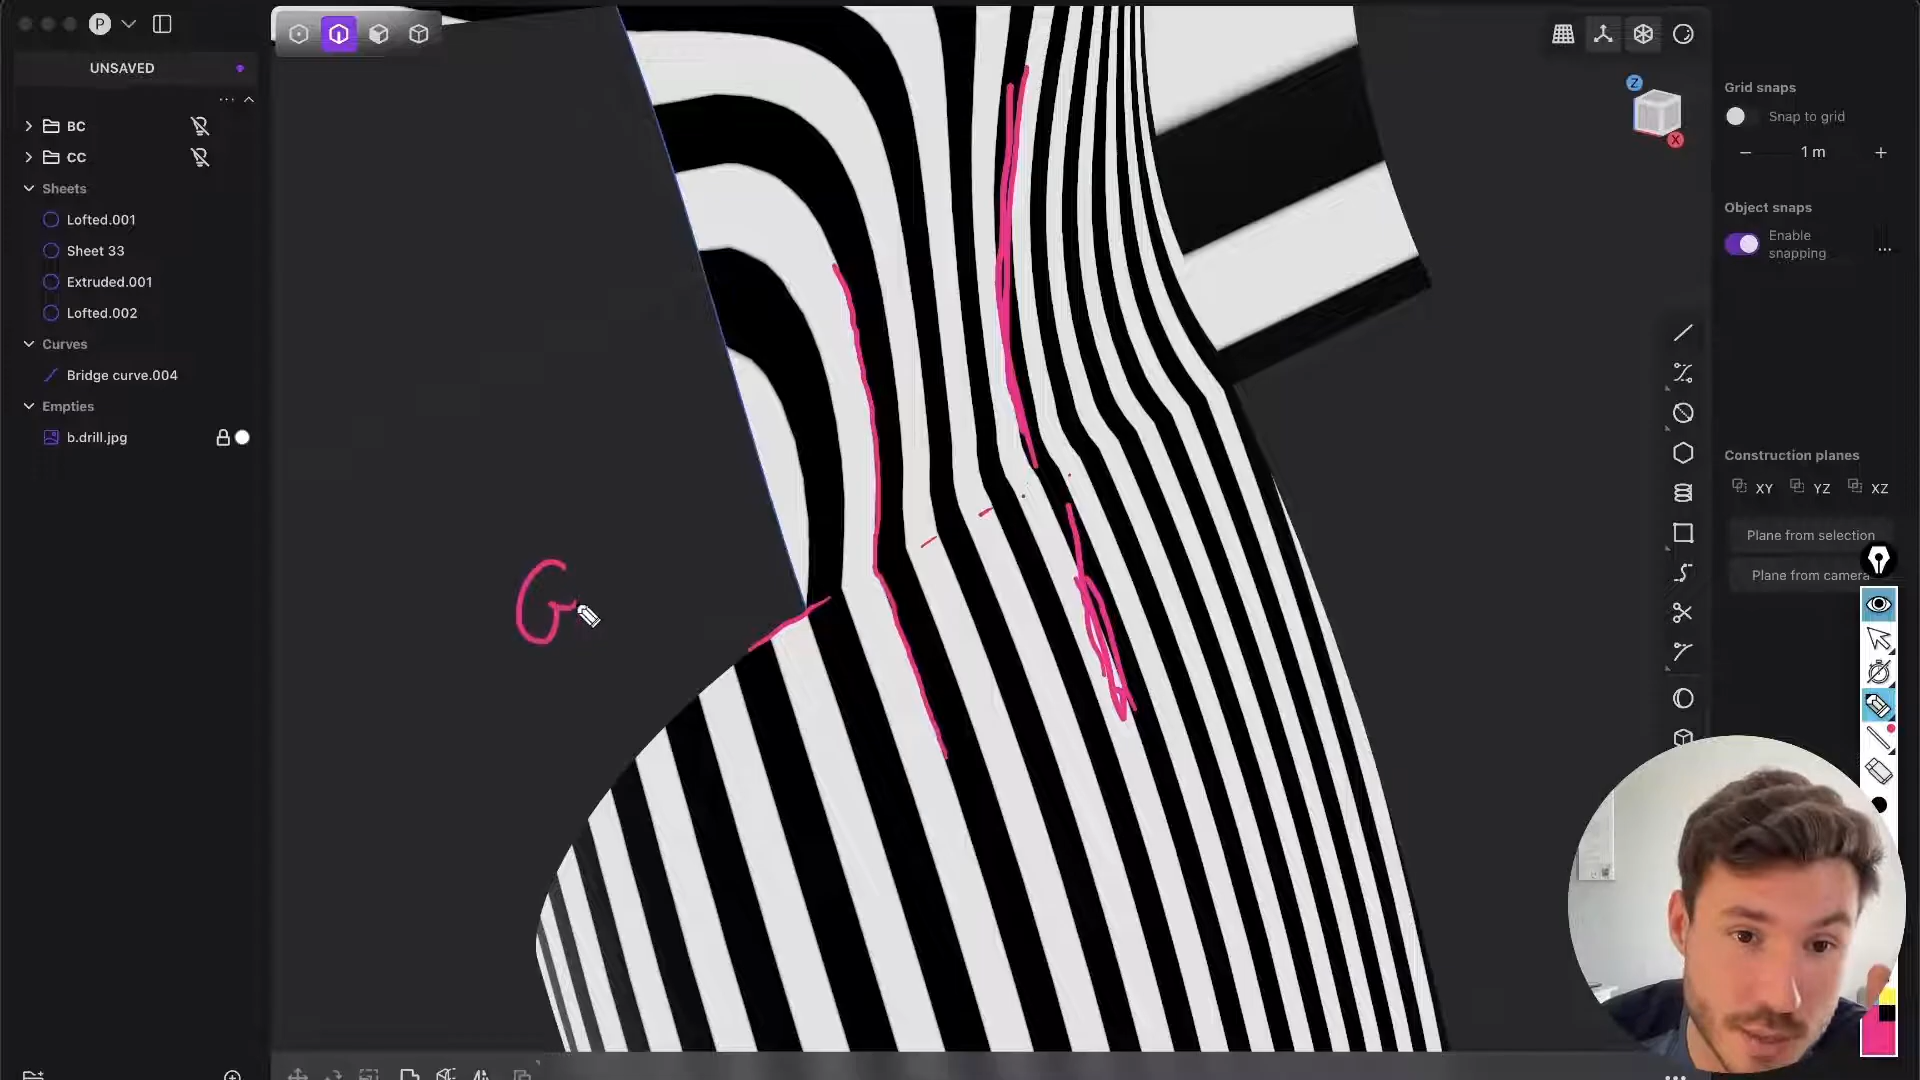 P
UNSAVED
BC
CC
Sheets
Lofted.001
Sheet 33
Extruded.001
Lofted.002
Curves
Bridge curve.004
Empties
b.drill.jpg
G
Z
X
Grid snaps
Snap to grid
1 m
Object snaps
Enable
snapping
Construction planes
XY YZ XZ
Plane from selection
Plane from camera